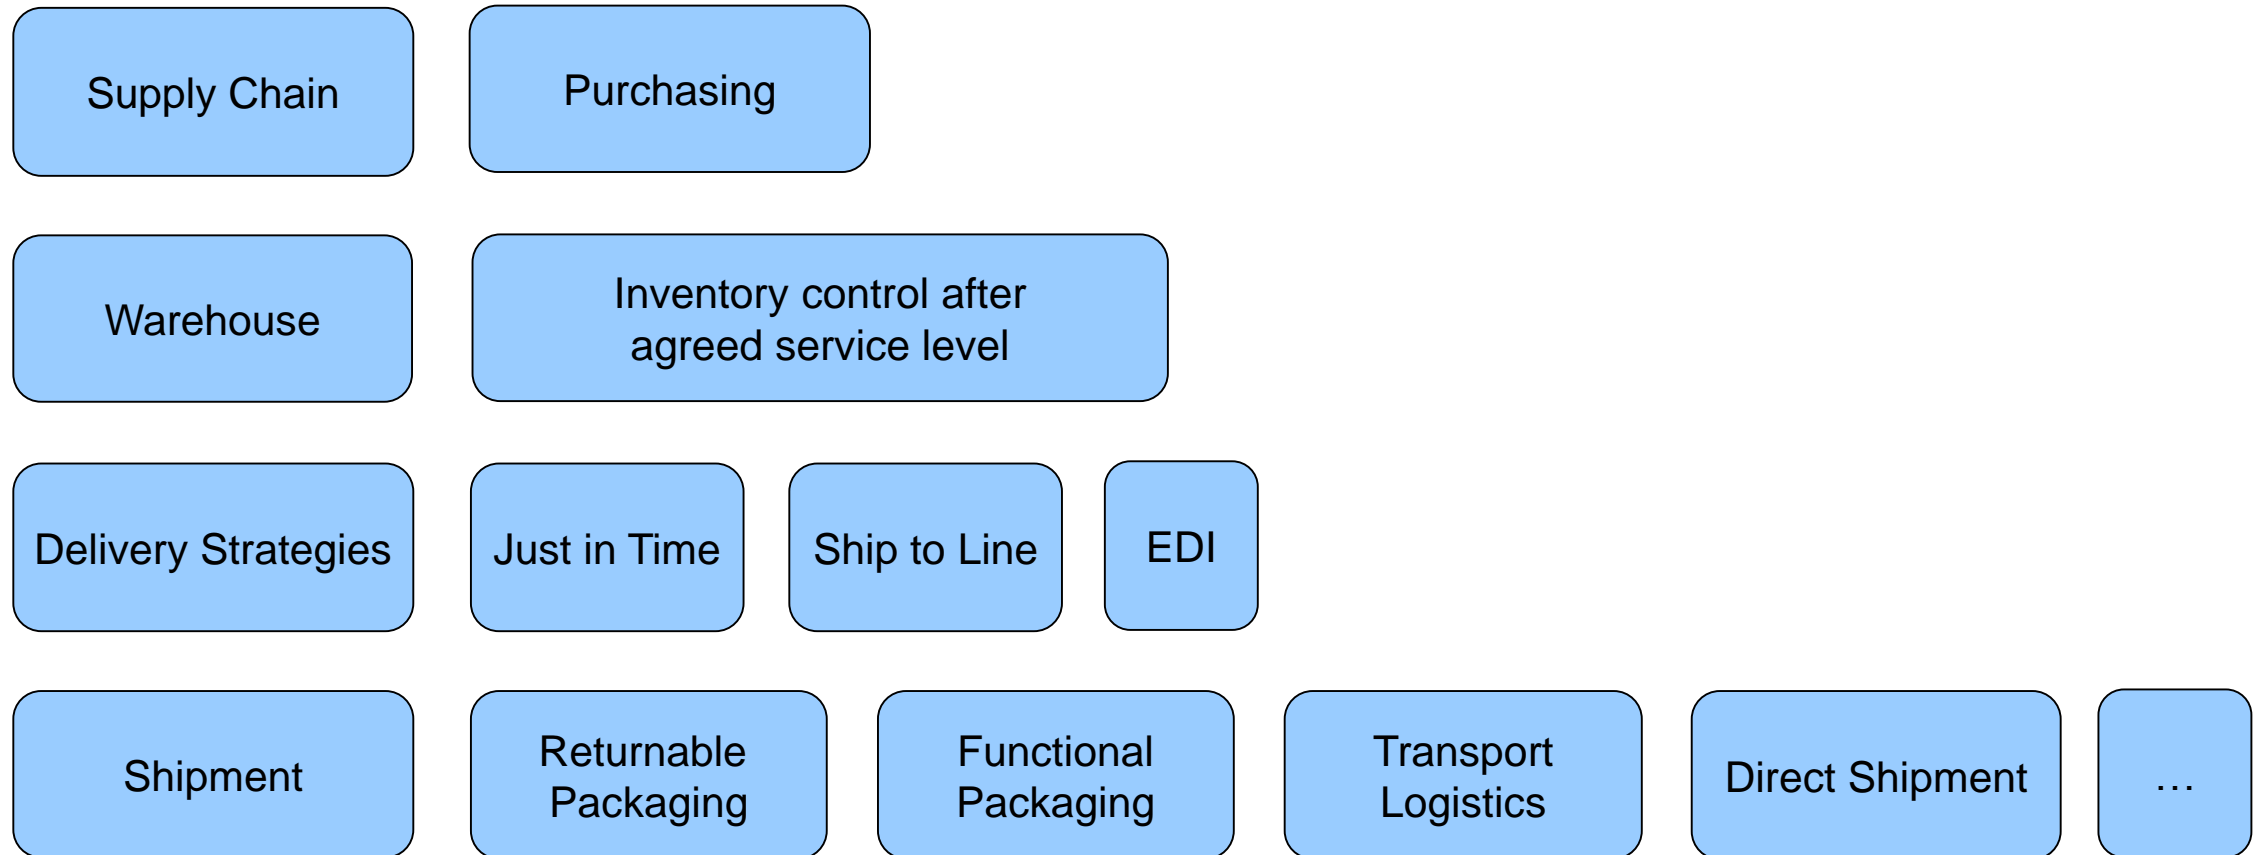 Supply Chain
Purchasing
Warehouse
Inventory control after
agreed service level
Delivery Strategies
Just in Time
Ship to Line
EDI
Shipment
Returnable
Packaging
Functional
Packaging
Transport
Logistics
Direct Shipment
…